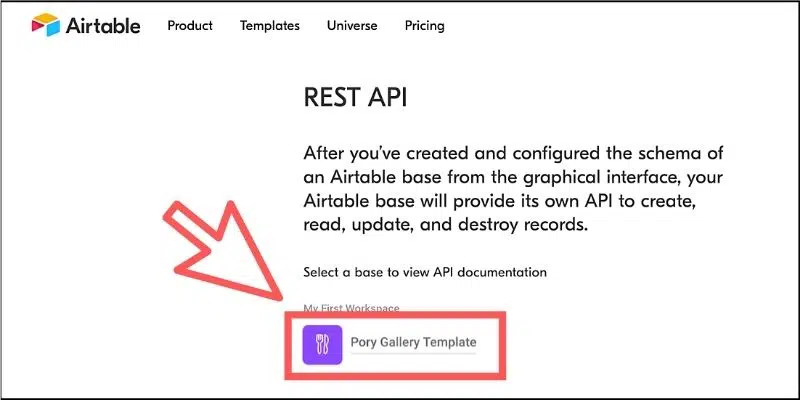 Airtable Product Templates Universe Pricing
REST API
After you've created and configured the schema of
an Airtable base from the graphical interface, your
Airtable base will provide its own API to create,
read, update, and destroy records.
Select a base to view API documentation
My First Workspace
Pory Gallery Template